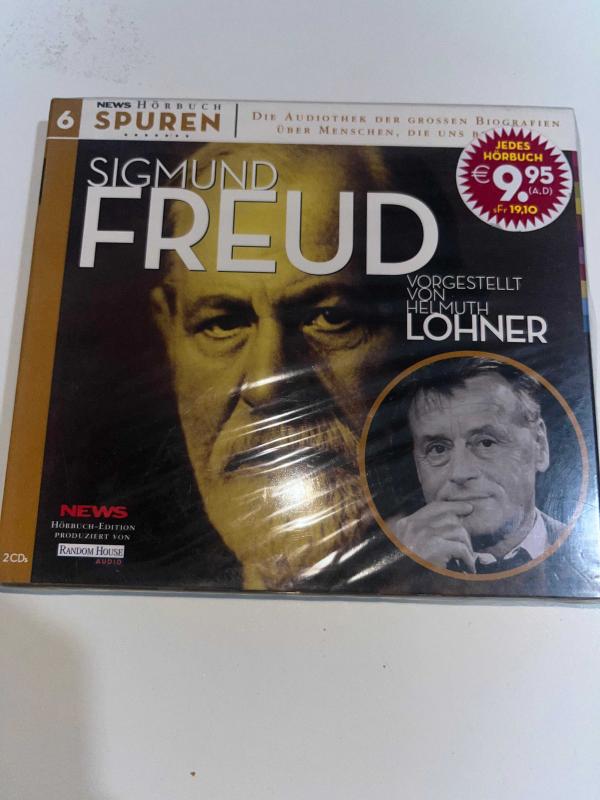 6
NEWS HÖRBUCH
SPUREN
DIE AUDIOTHEK DER GROSSEN BIOGRAFIEN
ÜBER MENSCHEN, DIE UNS
JEDES
HÖRBUCH
€ 9.95
(A, D)
sFr 19,10
SIGMUND
FREUD
VORGESTELLT
VON
HELMUTH
LOHNER
NEWS
HÖRBUCH-EDITION
PRODUZIERT VON
RANDOM HOUSE
AUDIO
2 CDs